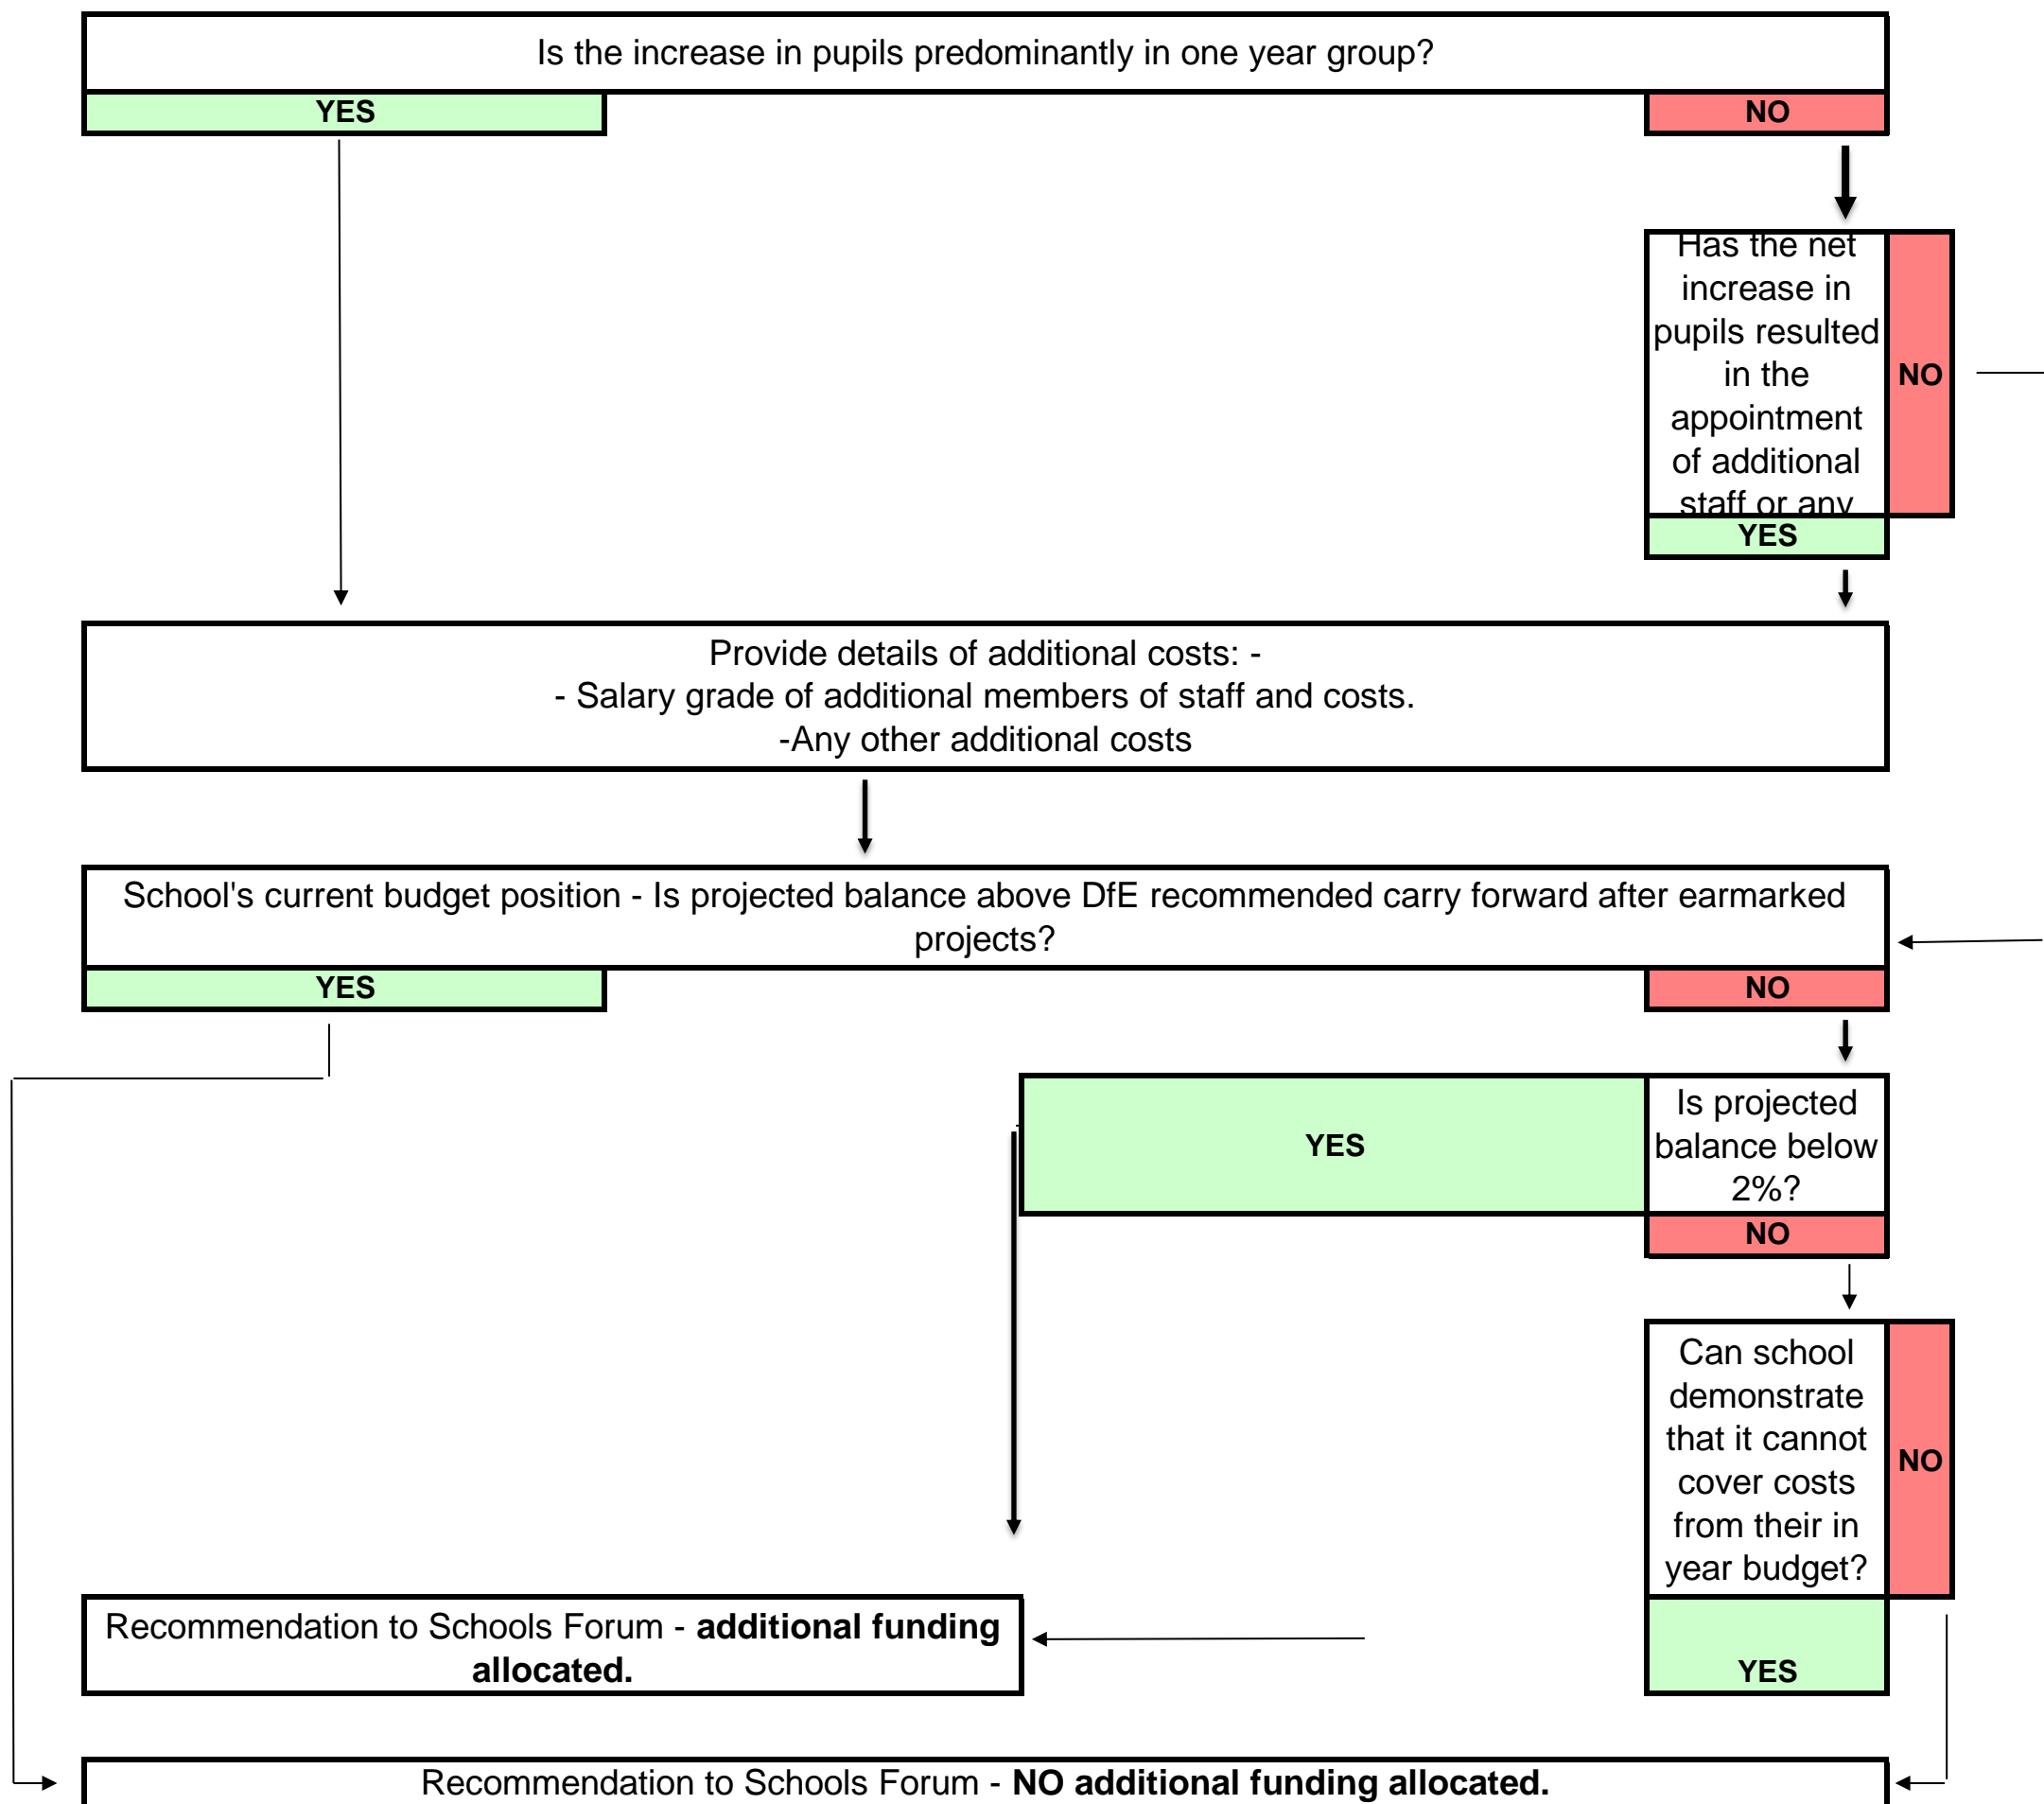 Is the increase in pupils predominantly in one year group?
YES
NO
Has the net
increase in
pupils resulted
in the
appointment
of additional
staff or any
NO
YES
Provide details of additional costs: -
- Salary grade of additional members of staff and costs.
-Any other additional costs
School's current budget position - Is projected balance above DfE recommended carry forward after earmarked
projects?
YES
NO
YES
Is projected
balance below
2%?
NO
Can school
demonstrate
that it cannot
cover costs
from their in
year budget?
NO
Recommendation to Schools Forum - additional funding
allocated.
YES
Recommendation to Schools Forum - NO additional funding allocated.